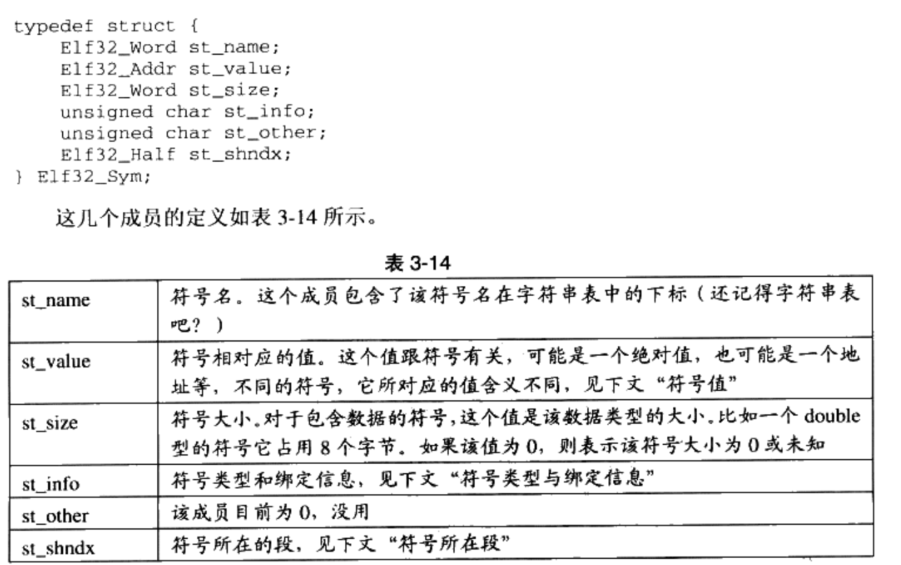 typedef struct {
Elf32_Word st_name;
Elf32_Addr st_value;
Elf32_Word st_size;
unsigned char st_info;
unsigned char st_other;
Elf32_Half st_shndx;
} Elf32_Sym;
这几个成员的定义如表 3-14 所示。
表 3-14
st_name 符号名。这个成员包含了该符号名在字符串表中的下标（还记得字符串表
吧？）
st_value 符号相对应的值。这个值跟符号有关，可能是一个绝对值，也可能是一个地
址等，不同的符号，它所对应的值含义不同，见下文“符号值”
st_size 符号大小。对于包含数据的符号，这个值是该数据类型的大小。比如一个 double
型的符号它占用 8 个字节。如果该值为 0，则表示该符号大小为 0 或未知
st_info 符号类型和绑定信息，见下文“符号类型与绑定信息”
st_other 该成员目前为 0，没用
st_shndx 符号所在的段，见下文“符号所在段”